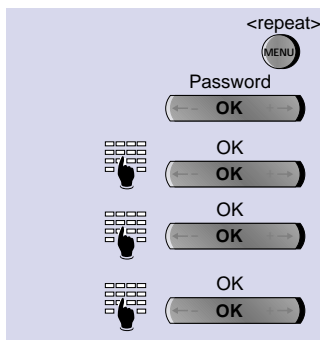 <repeat>
MENU
Password
← - OK + →
OK
← - OK + →
OK
← - OK + →
OK
← - OK + →